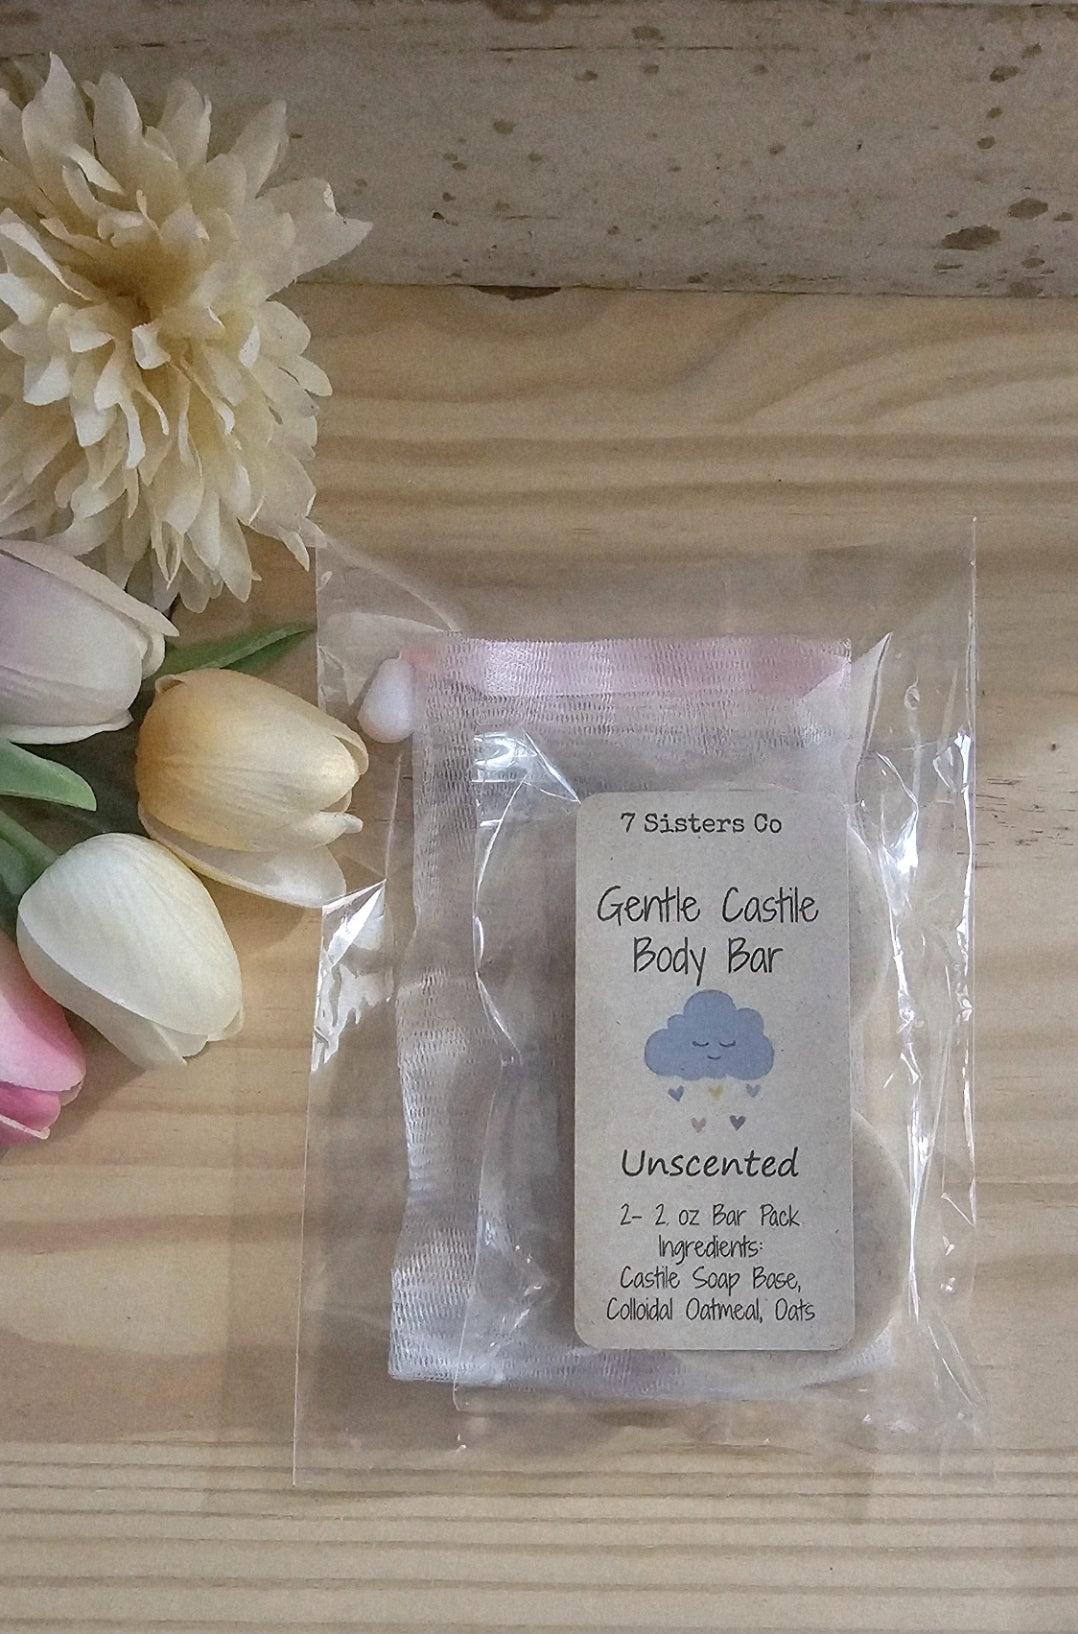 7 Sisters Co
Gentle Castile
Body Bar
Unscented
2- 2. oz Bar Pack
Ingredients:
Castile Soap Base,
Colloidal Oatmeal, Oats